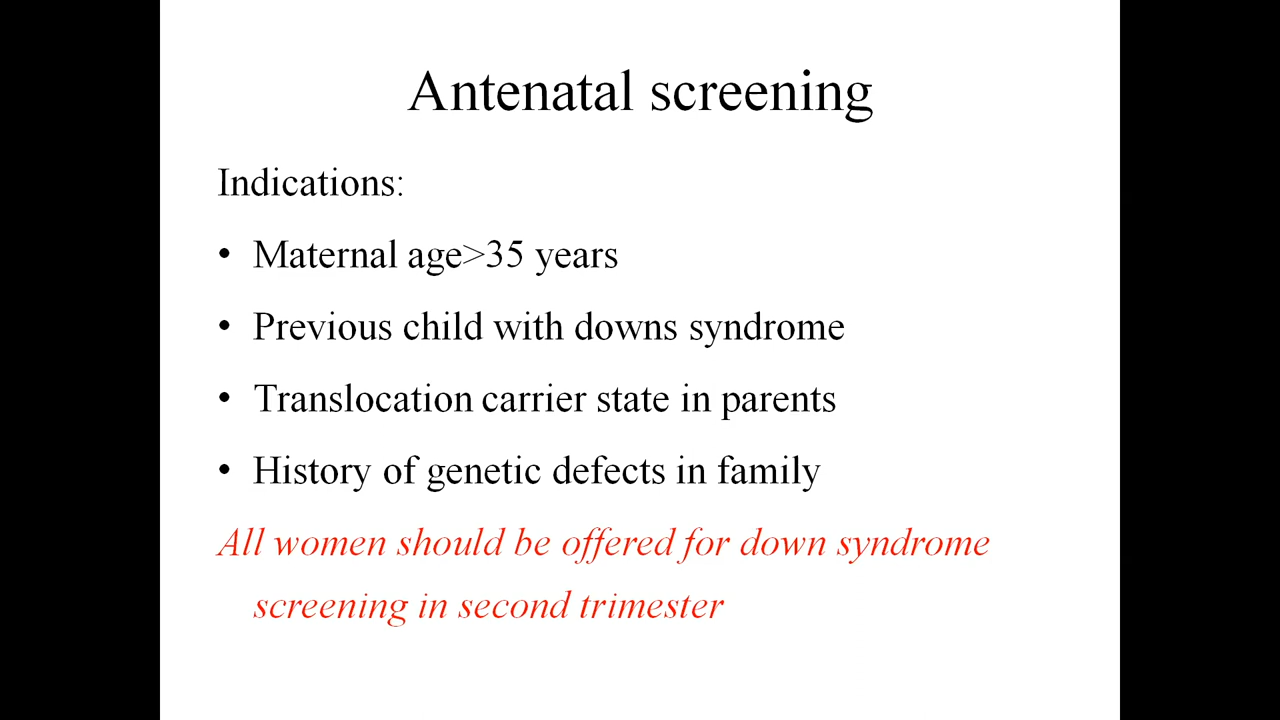 Antenatal screening
Indications:
• Maternal age>35 years
• Previous child with downs syndrome
• Translocation carrier state in parents
• History of genetic defects in family
All women should be offered for down syndrome
screening in second trimester